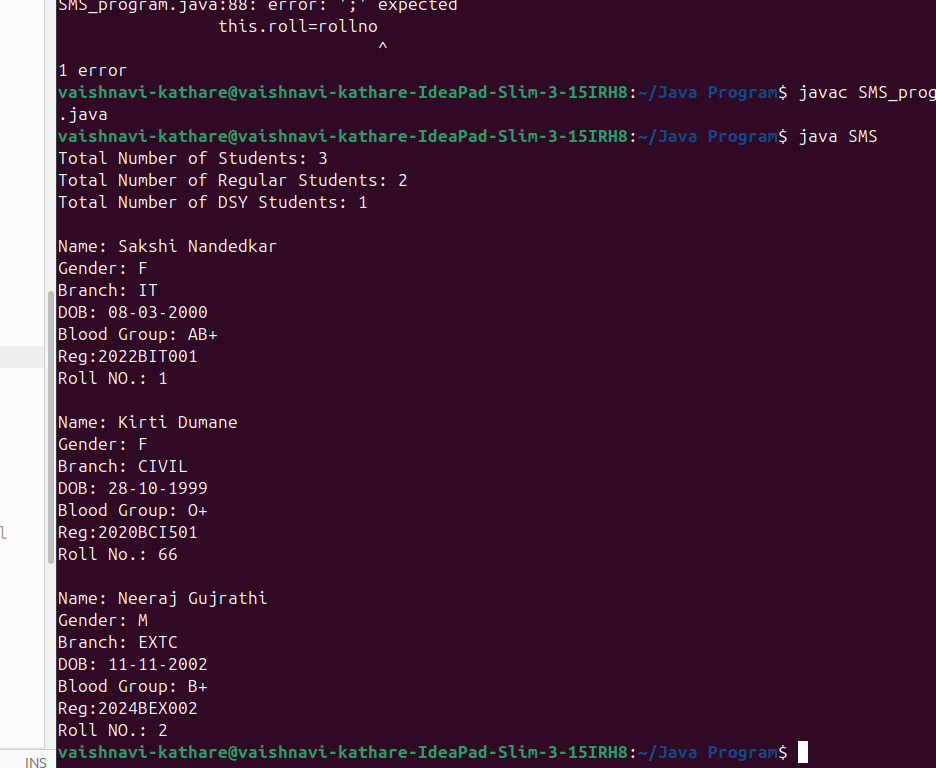 SMS_program.java:88: error: ';' expected
this.roll=rollno
^
1 error
vaishnavi-kathare@vaishnavi-kathare-IdeaPad-Slim-3-15IRH8:~/Java Program$ javac SMS_prog
.java
vaishnavi-kathare@vaishnavi-kathare-IdeaPad-Slim-3-15IRH8:~/Java Program$ java SMS
Total Number of Students: 3
Total Number of Regular Students: 2
Total Number of DSY Students: 1
Name: Sakshi Nandedkar
Gender: F
Branch: IT
DOB: 08-03-2000
Blood Group: AB+
Reg:2022BIT001
Roll NO.: 1
Name: Kirti Dumane
Gender: F
Branch: CIVIL
DOB: 28-10-1999
Blood Group: O+
Reg:2020BCI501
Roll No.: 66
l
Name: Neeraj Gujrathi
Gender: M
Branch: EXTC
DOB: 11-11-2002
Blood Group: B+
Reg:2024BEX002
Roll NO.: 2
vaishnavi-kathare@vaishnavi-kathare-IdeaPad-Slim-3-15IRH8:~/Java Program$
INS